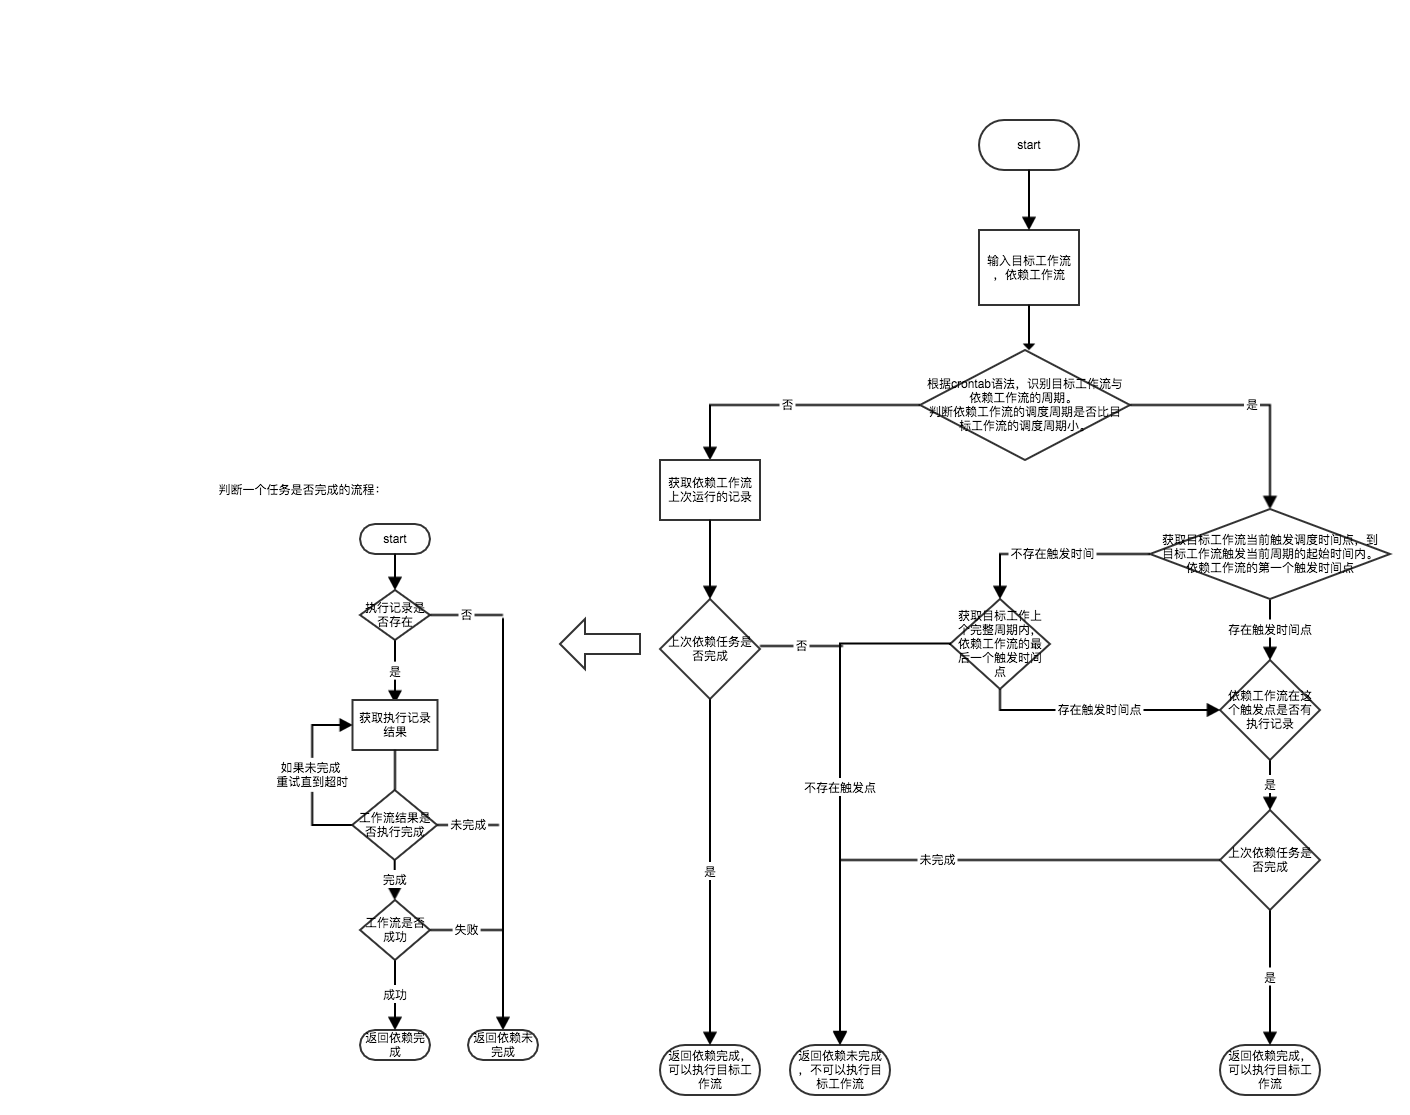 start
输入目标工作流
，依赖工作流
根据crontab语法，识别目标工作流与
依赖工作流的周期。
判断依赖工作流的调度周期是否比目
标工作流的调度周期小。
否
是
获取依赖工作流
上次运行的记录
判断一个任务是否完成的流程：
start
执行记录是
否存在
否
是
获取执行记录
结果
如果未完成
重试直到超时
工作流结果是
否执行完成
未完成
完成
工作流是否
成功
失败
成功
返回依赖完
成
返回依赖未
完成
上次依赖任务是
否完成
否
是
获取目标工作流当前触发调度时间点，到
目标工作流触发当前周期的起始时间内。
依赖工作流的第一个触发时间点
不存在触发时间
存在触发时间点
获取目标工作上
个完整周期内，
依赖工作流的最
后一个触发时间
点
存在触发时间点
不存在触发点
依赖工作流在这
个触发点是否有
执行记录
是
上次依赖任务是
否完成
未完成
是
返回依赖完成，
可以执行目标工
作流
返回依赖未完成
，不可以执行目
标工作流
返回依赖完成，
可以执行目标工
作流